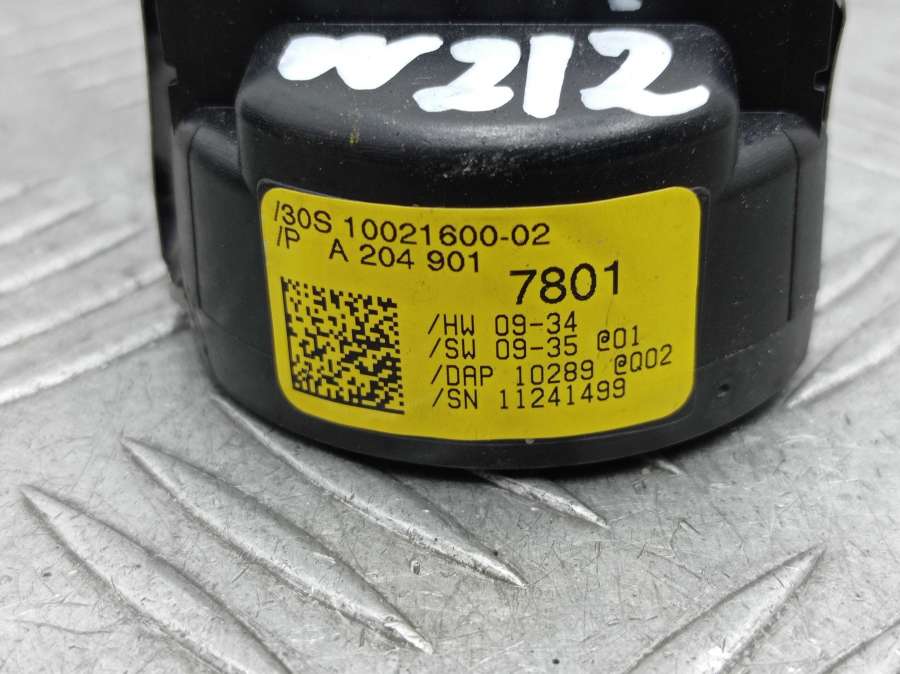 W212
/30S 10021600-02
/P A 204 901 7801
/HW 09-34
/SW 09-35 @01
/DAP 10289 @Q02
/SN 11241499